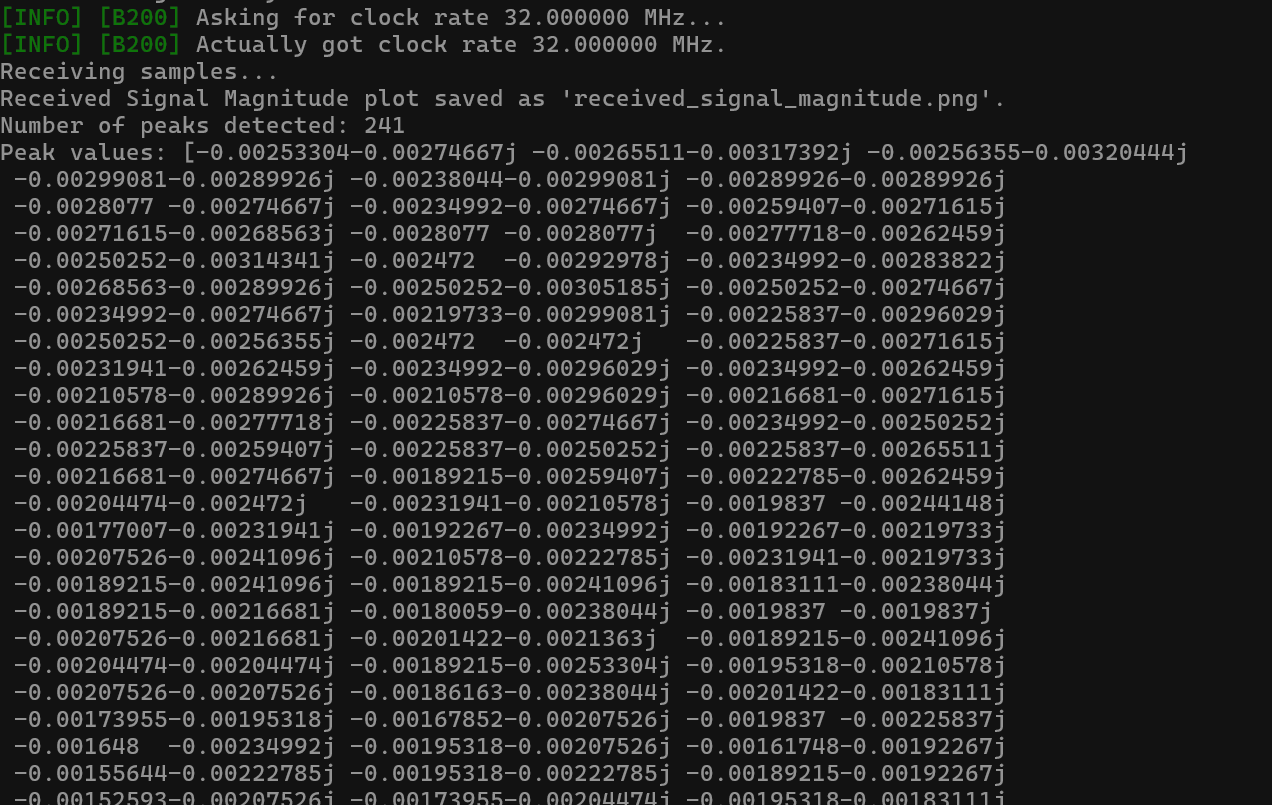 [INFO] [B200] Asking for clock rate 32.000000 MHz...
[INFO] [B200] Actually got clock rate 32.000000 MHz.
Receiving samples...
Received Signal Magnitude plot saved as 'received_signal_magnitude.png'.
Number of peaks detected: 241
Peak values: [-0.00253304-0.00274667j -0.00265511-0.00317392j -0.00256355-0.00320444j
 -0.00299081-0.00289926j -0.00238044-0.00299081j -0.00289926-0.00289926j
 -0.0028077 -0.00274667j -0.00234992-0.00274667j -0.00259407-0.00271615j
 -0.00271615-0.00268563j -0.0028077 -0.0028077j  -0.00277718-0.00262459j
 -0.00250252-0.00314341j -0.002472  -0.00292978j -0.00234992-0.00283822j
 -0.00268563-0.00289926j -0.00250252-0.00305185j -0.00250252-0.00274667j
 -0.00234992-0.00274667j -0.00219733-0.00299081j -0.00225837-0.00296029j
 -0.00250252-0.00256355j -0.002472  -0.002472j   -0.00225837-0.00271615j
 -0.00231941-0.00262459j -0.00234992-0.00296029j -0.00234992-0.00262459j
 -0.00210578-0.00289926j -0.00210578-0.00296029j -0.00216681-0.00271615j
 -0.00216681-0.00277718j -0.00225837-0.00274667j -0.00234992-0.00250252j
 -0.00225837-0.00259407j -0.00225837-0.00250252j -0.00225837-0.00265511j
 -0.00216681-0.00274667j -0.00189215-0.00259407j -0.00222785-0.00262459j
 -0.00204474-0.002472j   -0.00231941-0.00210578j -0.0019837 -0.00244148j
 -0.00177007-0.00231941j -0.00192267-0.00234992j -0.00192267-0.00219733j
 -0.00207526-0.00241096j -0.00210578-0.00222785j -0.00231941-0.00219733j
 -0.00189215-0.00241096j -0.00189215-0.00241096j -0.00183111-0.00238044j
 -0.00189215-0.00216681j -0.00180059-0.00238044j -0.0019837 -0.0019837j
 -0.00207526-0.00216681j -0.00201422-0.0021363j  -0.00189215-0.00241096j
 -0.00204474-0.00204474j -0.00189215-0.00253304j -0.00195318-0.00210578j
 -0.00207526-0.00207526j -0.00186163-0.00238044j -0.00201422-0.00183111j
 -0.00173955-0.00195318j -0.00167852-0.00207526j -0.0019837 -0.00225837j
 -0.001648  -0.00234992j -0.00195318-0.00207526j -0.00161748-0.00192267j
 -0.00155644-0.00222785j -0.00195318-0.00222785j -0.00189215-0.00192267j
 -0.00152593-0.00207526j -0.00173955-0.00204474j -0.00195318-0.00183111j